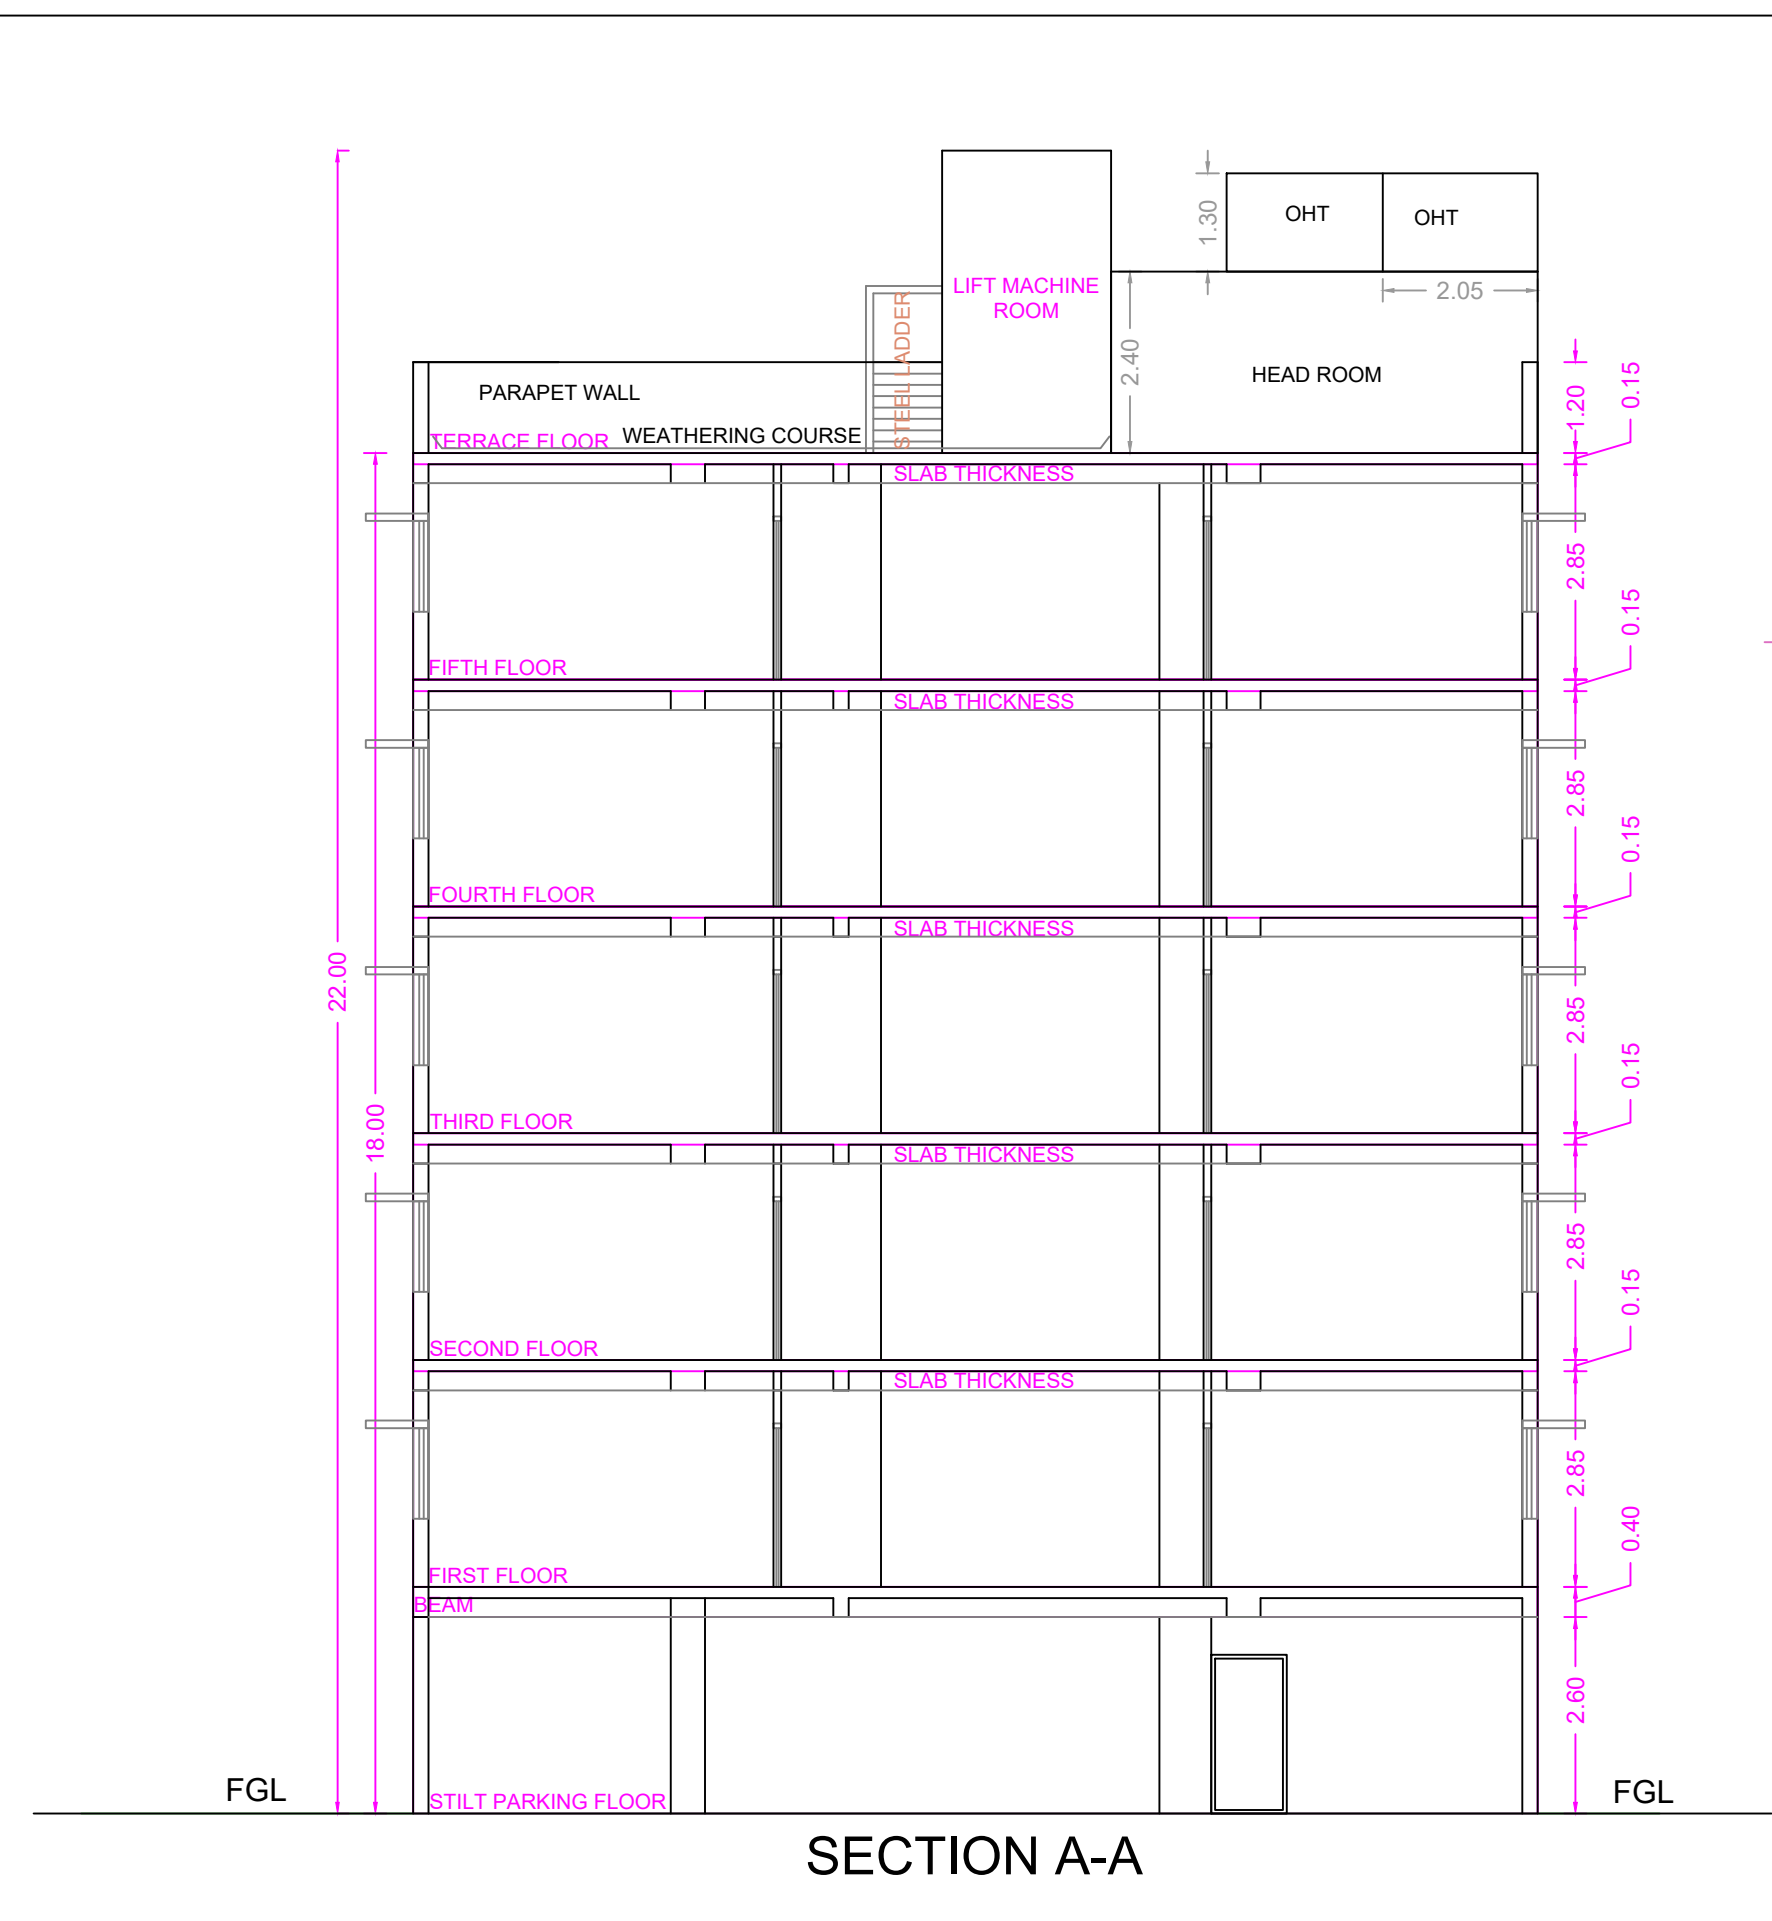 OHT
OHT
1.30
LIFT MACHINE
ROOM
2.05
STEEL LADDER
2.40
HEAD ROOM
PARAPET WALL
1.20
0.15
TERRACE FLOOR
WEATHERING COURSE
SLAB THICKNESS
2.85
0.15
FIFTH FLOOR
SLAB THICKNESS
2.85
0.15
FOURTH FLOOR
SLAB THICKNESS
22.00
2.85
0.15
18.00
THIRD FLOOR
SLAB THICKNESS
2.85
0.15
SECOND FLOOR
SLAB THICKNESS
2.85
0.40
FIRST FLOOR
BEAM
2.60
FGL
STILT PARKING FLOOR
FGL
SECTION A-A